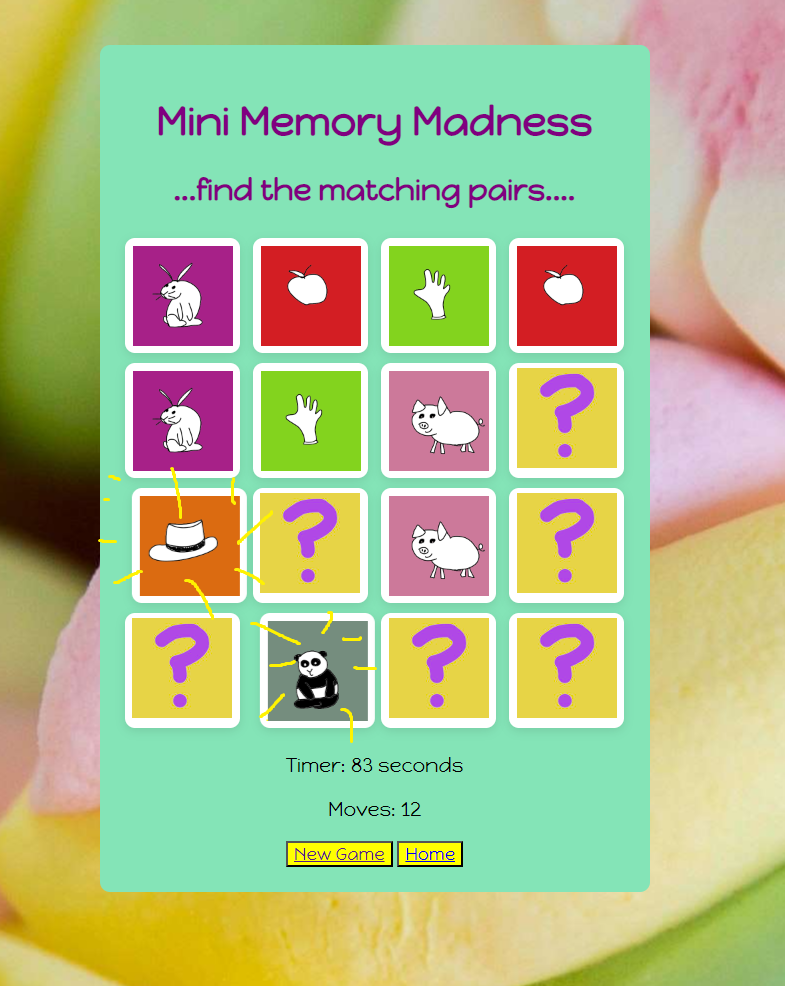 Mini Memory Madness
...find the matching pairs....
?
? ?
? ? ?
Timer: 83 seconds
Moves: 12
New Game Home